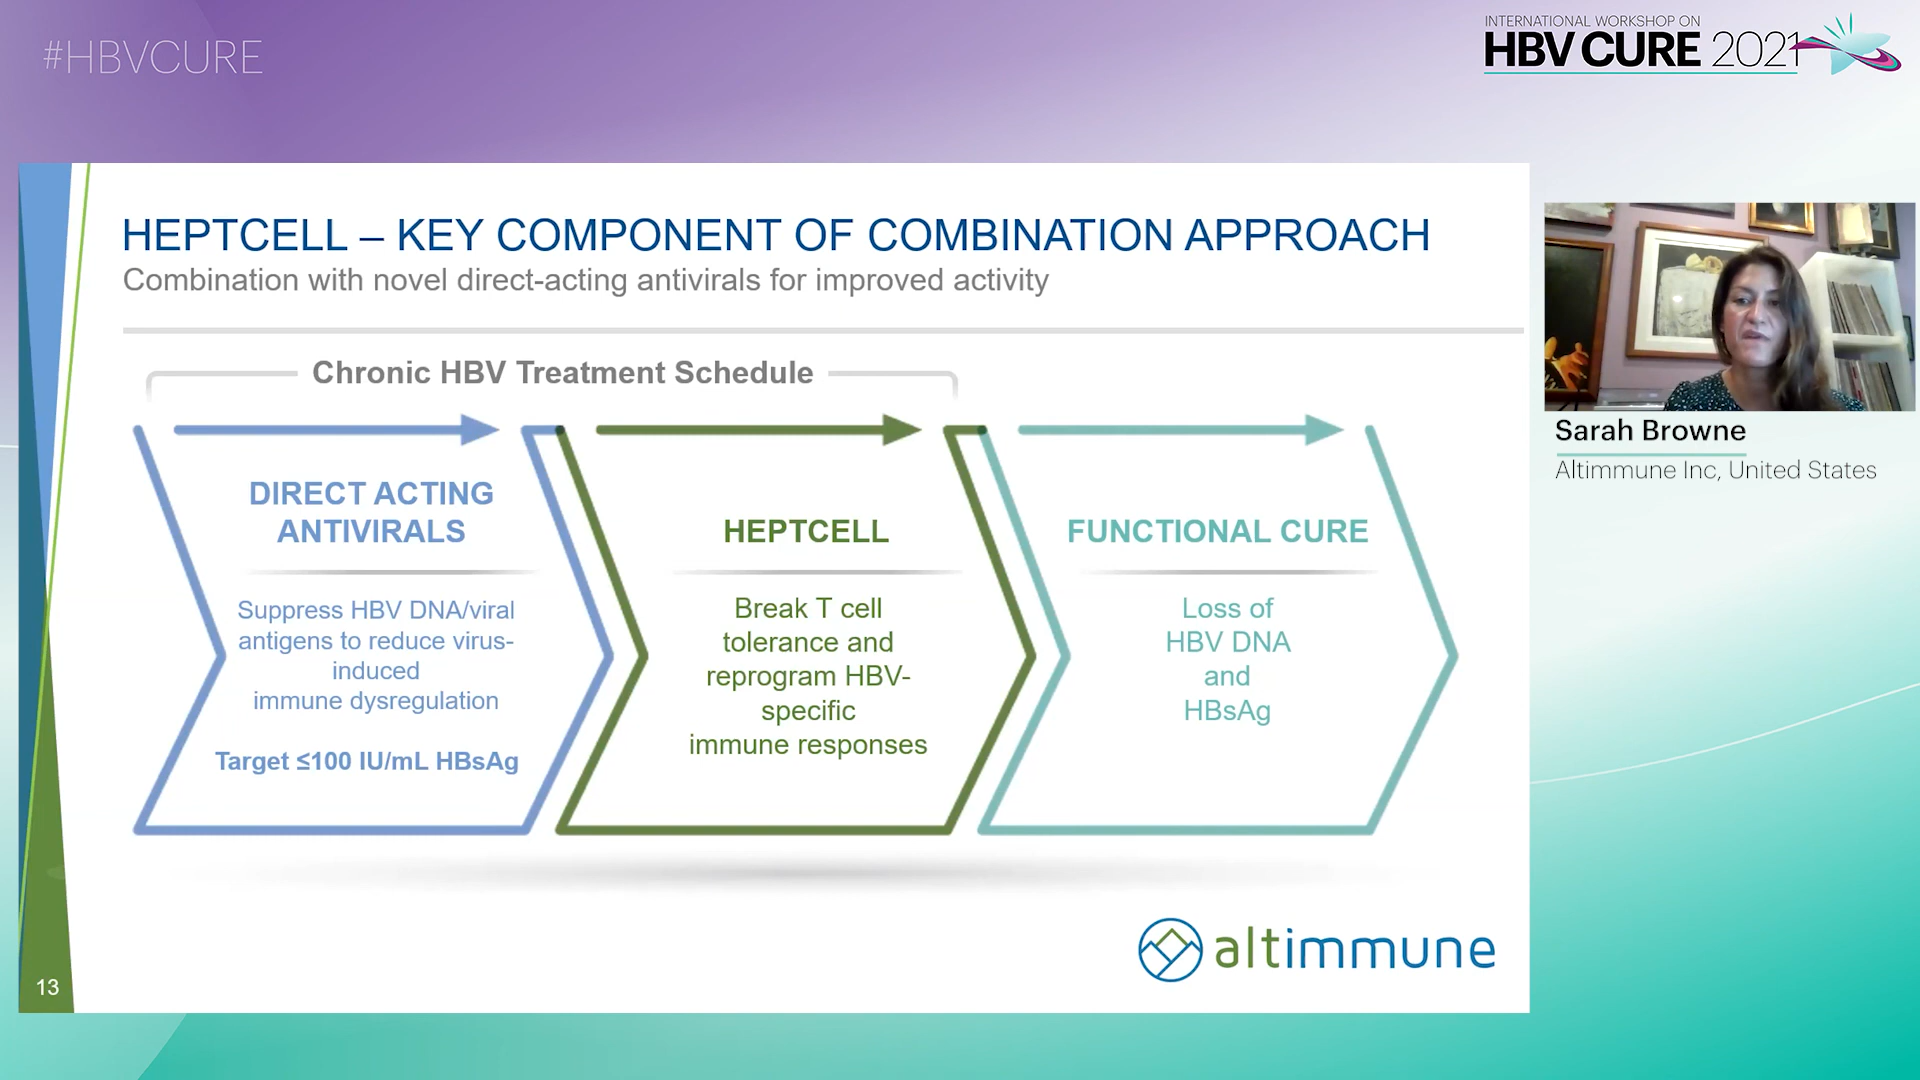 #HBVCURE
INTERNATIONAL WORKSHOP ON
HBV CURE 2021
HEPTCELL – KEY COMPONENT OF COMBINATION APPROACH
Combination with novel direct-acting antivirals for improved activity
Chronic HBV Treatment Schedule
DIRECT ACTING
ANTIVIRALS
Suppress HBV DNA/viral
antigens to reduce virus-
induced
immune dysregulation
Target ≤100 IU/mL HBsAg
HEPTCELL
Break T cell
tolerance and
reprogram HBV-
specific
immune responses
FUNCTIONAL CURE
Loss of
HBV DNA
and
HBsAg
altimmune
13
Sarah Browne
Altimmune Inc, United States